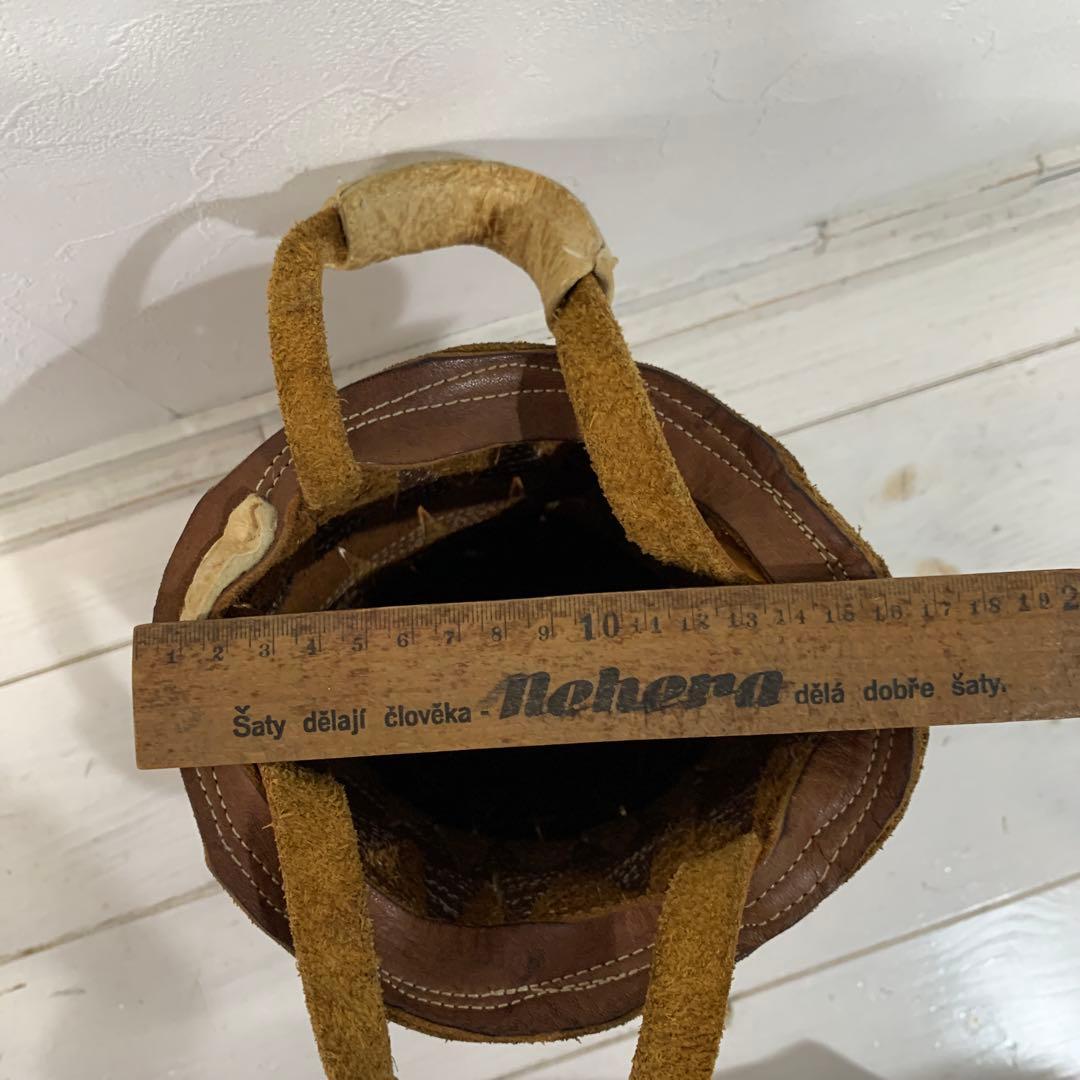 1 2 3 4 5 6 7 8 9 10 11 12 13 14 15 16 17 18 19 2
Šaty dělají člověka - Nehera dělá dobře šaty.